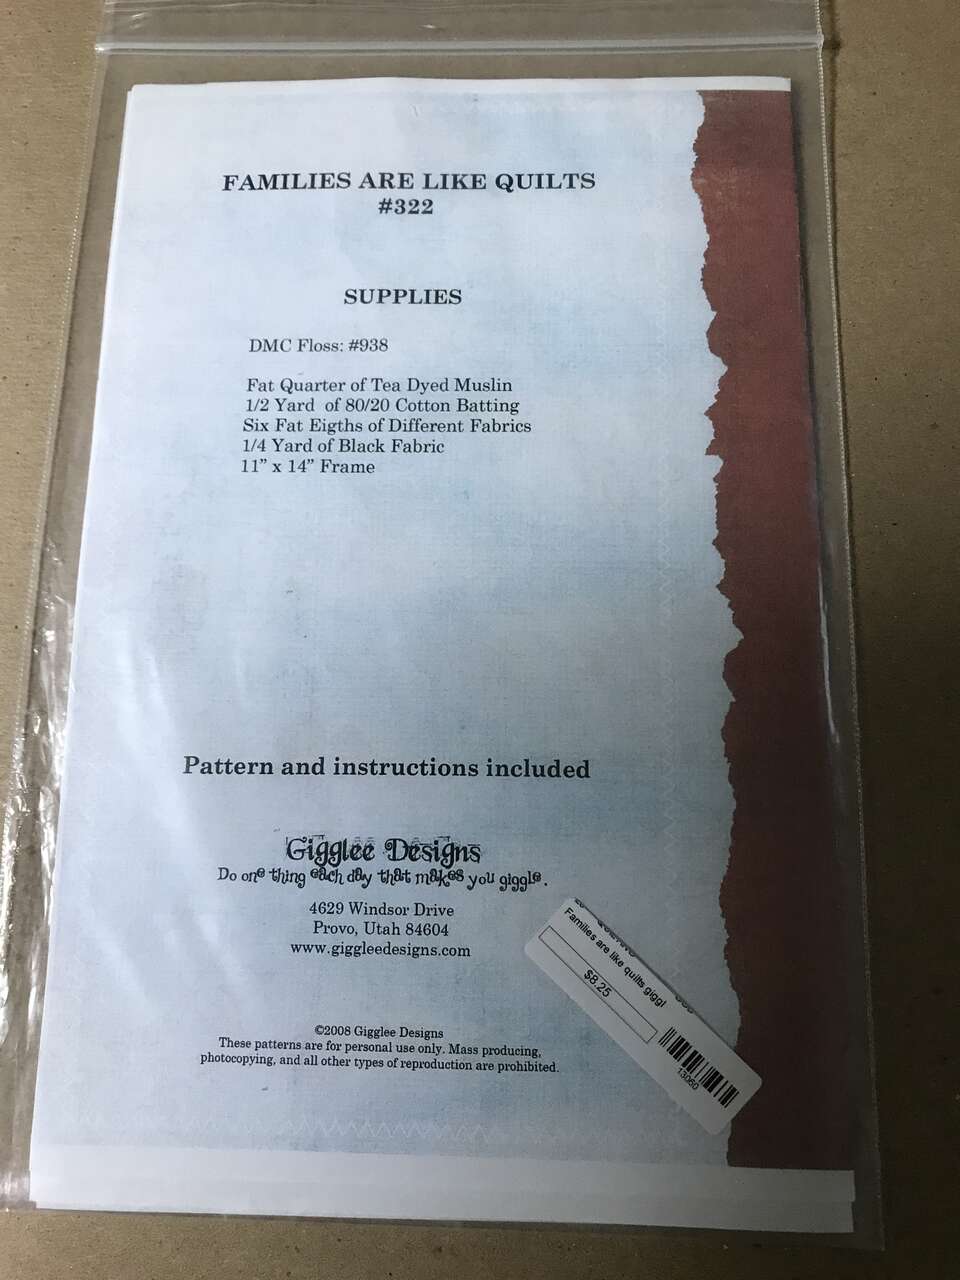 FAMILIES ARE LIKE QUILTS
#322
SUPPLIES
DMC Floss: #938
Fat Quarter of Tea Dyed Muslin
1/2 Yard of 80/20 Cotton Batting
Six Fat Eigths of Different Fabrics
1/4 Yard of Black Fabric
11” x 14” Frame
Pattern and instructions included
Gigglee Designs
Do one thing each day that makes you giggle.
4629 Windsor Drive
Provo, Utah 84604
www.giggleedesigns.com
©2008 Gigglee Designs
These patterns are for personal use only. Mass producing,
photocopying, and all other types of reproduction are prohibited.
Families are like quilts giggl
$8.25
13060